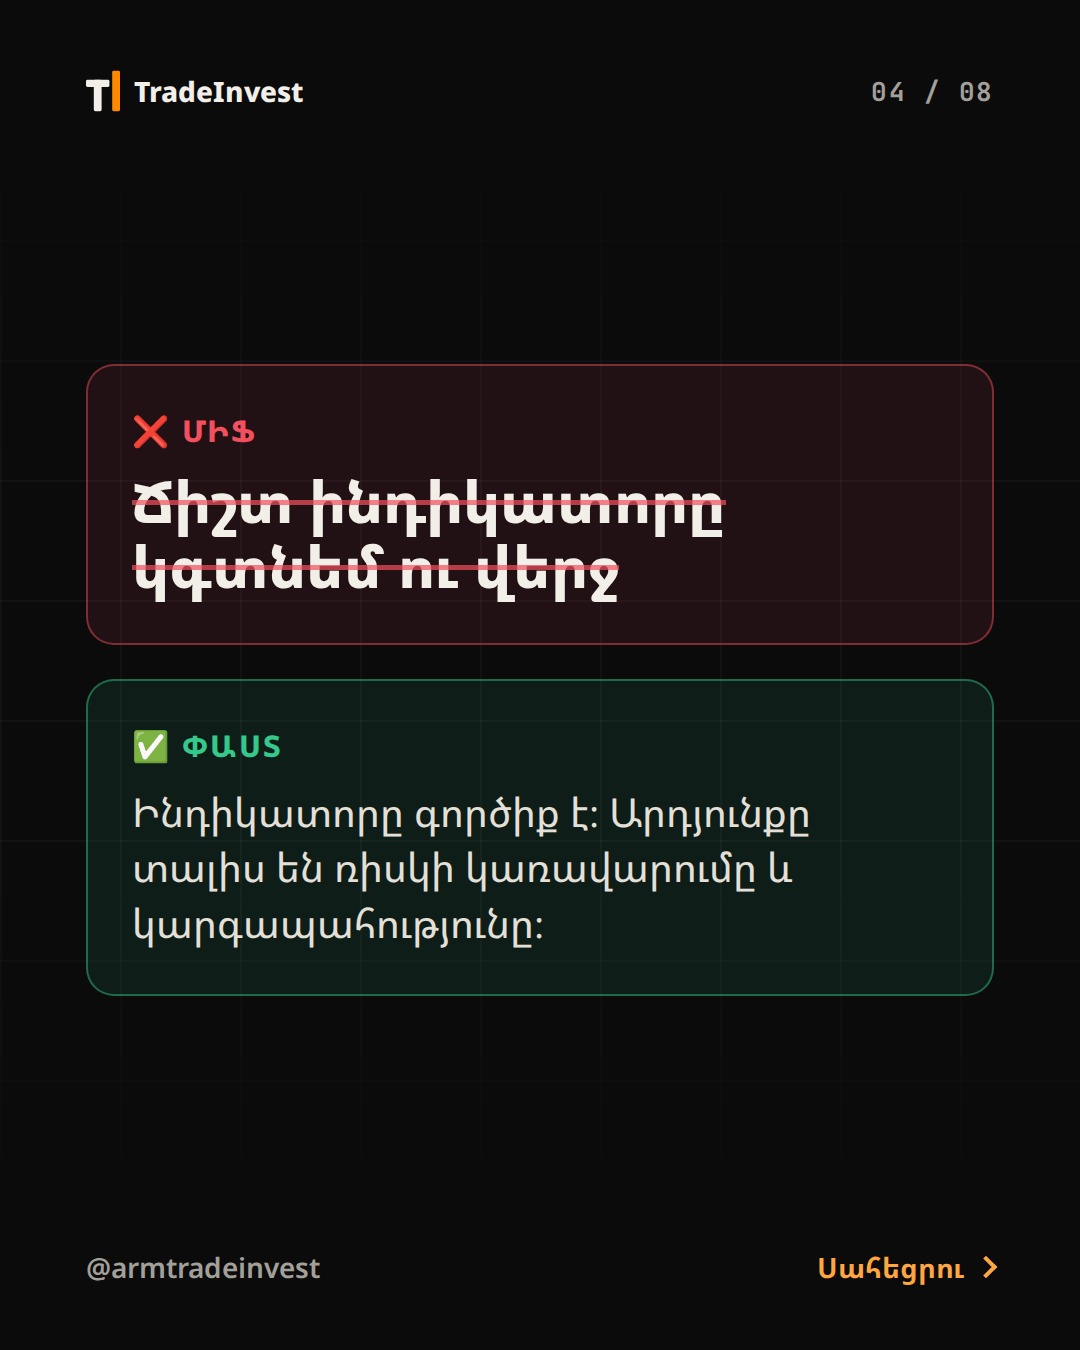 TradeInvest
04 / 08
❌ ՄԻՖ
Ճիշտ ինդիկատորը
կգտնեմ ու վերջ
✅ ՓԱՍՏ
Ինդիկատորը գործիք է: Արդյունքը
տալիս են ռիսկի կառավարումը և
կարգապահությունը:
@armtradeinvest
Սահեցրու